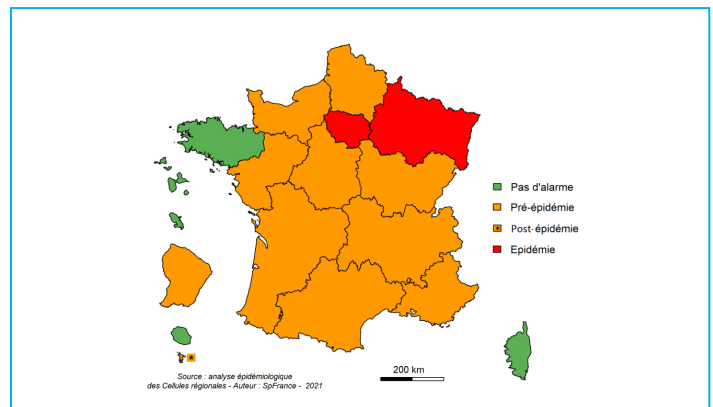 Pas d'alarme
Pré-épidémie
Post-épidémie
Epidémie
200 km
Source : analyse épidémiologique
des Cellules régionales - Auteur : SpFrance - 2021